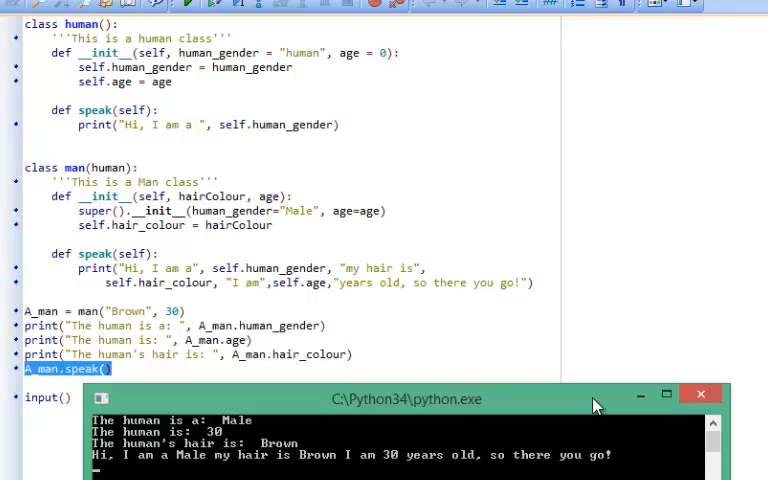 class human():
'''This is a human class'''
def __init__(self, human_gender = "human", age = 0):
self.human_gender = human_gender
self.age = age
def speak(self):
print("Hi, I am a ", self.human_gender)
class man(human):
'''This is a Man class'''
def __init__(self, hairColour, age):
super().__init__(human_gender="Male", age=age)
self.hair_colour = hairColour
def speak(self):
print("Hi, I am a", self.human_gender, "my hair is",
self.hair_colour, "I am",self.age,"years old, so there you go!")
A_man = man("Brown", 30)
print("The human is a: ", A_man.human_gender)
print("The human is: ", A_man.age)
print("The human's hair is: ", A_man.hair_colour)
A_man.speak()
input()
C:\Python34\python.exe
The human is a:  Male
The human is:  30
The human's hair is:  Brown
Hi, I am a Male my hair is Brown I am 30 years old, so there you go!